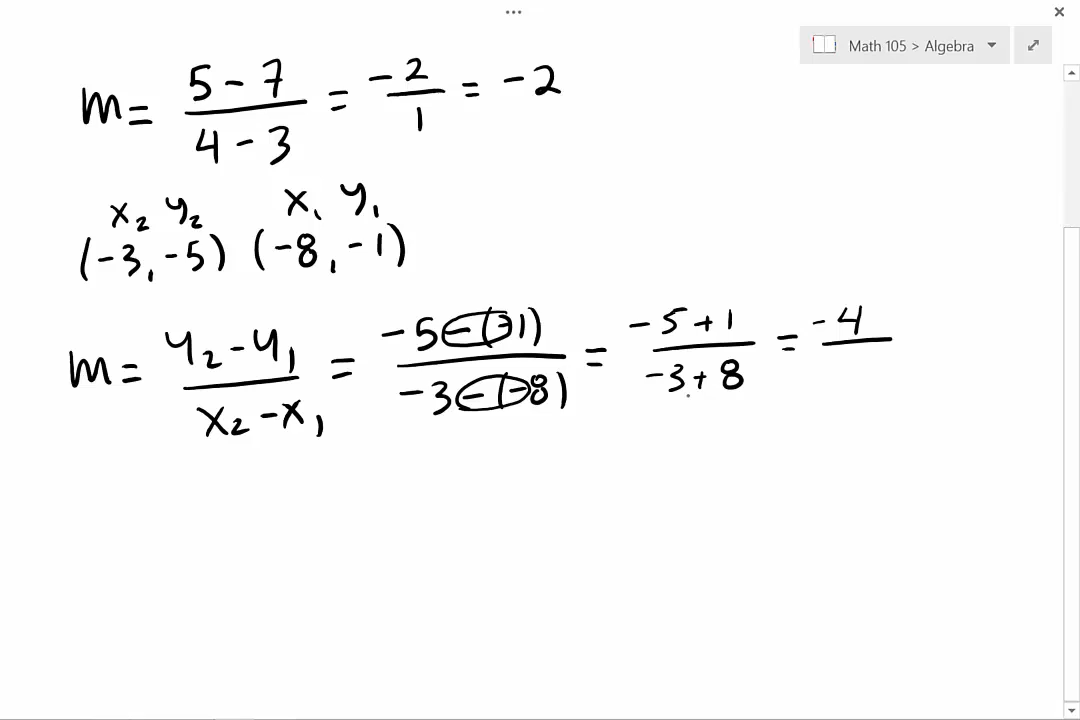 Math 105 > Algebra
m = 5 - 7 / 4 - 3 = -2 / 1 = -2
x₂ y₂ x₁ y₁
(-3, -5) (-8, -1)
m = y₂ - y₁ / x₂ - x₁ = -5 - (-1) / -3 - (-8) = -5 + 1 / -3 + 8 = -4 /